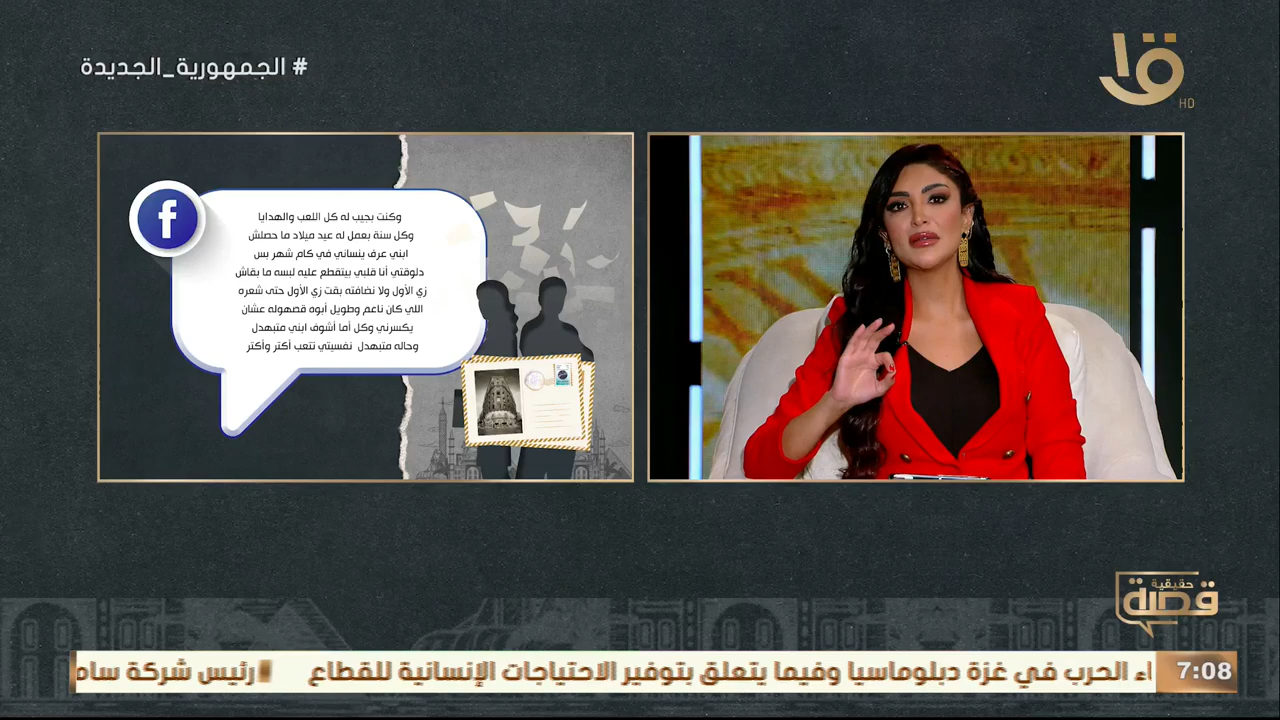 # الجمهورية_الجديدة
HD
وكنت بجيب له كل اللعب والهدايا
وكل سنة بعمل له عيد ميلاد ما حصلش
ابني عرف ينساني في كام شهر بس
دلوقتي أنا قلبي بيتقطع عليه لبسه ما بقاش
زي الأول ولا نضافته بقت زي الأول حتى شعره
اللي كان ناعم وطويل أبوه قصهوله عشان
يكسرني وكل أما أشوف ابني متبهدل
وحاله متبهدل نفسيتي تتعب أكتر وأكتر
قصة حقيقية
7:08
اء الحرب في غزة دبلوماسيا وفيما يتعلق بتوفير الاحتياجات الإنسانية للقطاع
رئيس شركة